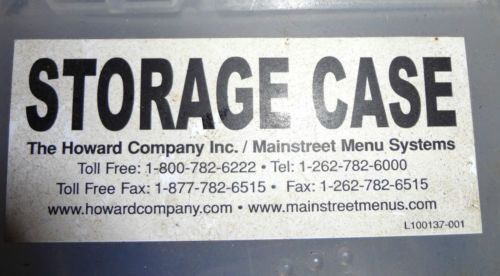 STORAGE CASE
The Howard Company Inc. / Mainstreet Menu Systems
Toll Free: 1-800-782-6222 • Tel: 1-262-782-6000
Toll Free Fax: 1-877-782-6515 • Fax: 1-262-782-6515
www.howardcompany.com • www.mainstreetmenus.com
L100137-001